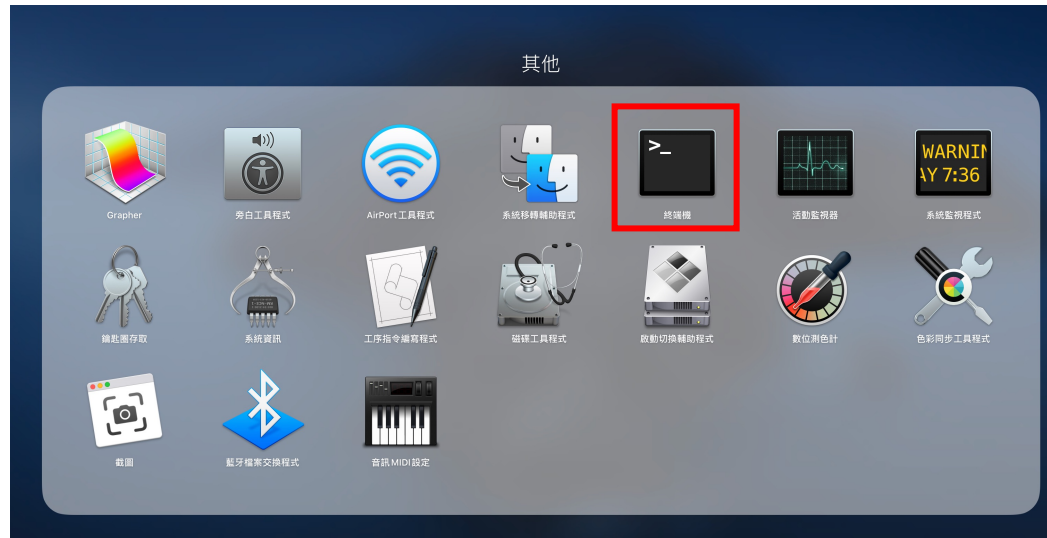 其他
>_
WARNIN
AY 7:36
Grapher
旁白工具程式
AirPort 工具程式
系統移轉輔助程式
終端機
活動監視器
系統監視程式
鑰匙圈存取
系統資訊
工序指令編寫程式
磁碟工具程式
啟動切換輔助程式
數位測色計
色彩同步工具程式
截圖
藍牙檔案交換程式
音訊 MIDI 設定